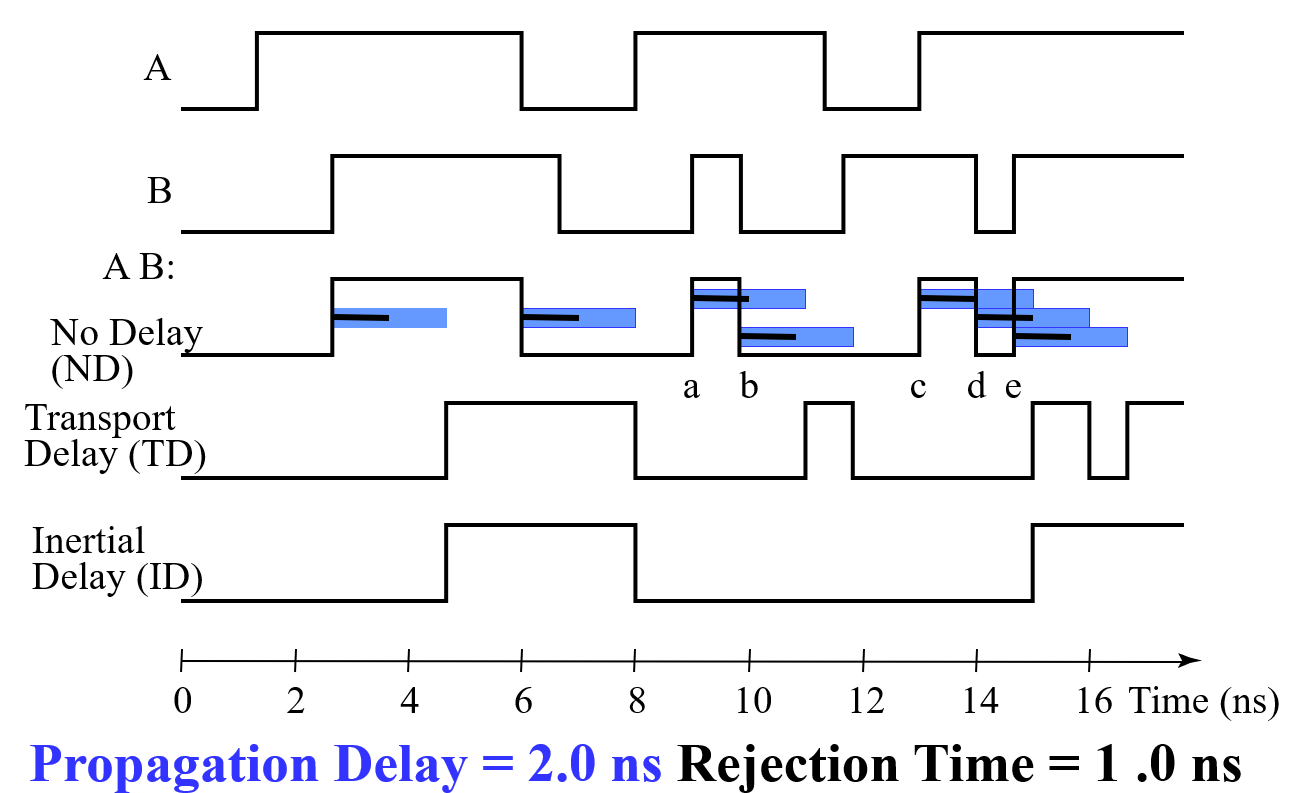 A
B
A B:
No Delay
(ND)
a b c d e
Transport
Delay (TD)
Inertial
Delay (ID)
0 2 4 6 8 10 12 14 16 Time (ns)
Propagation Delay = 2.0 ns Rejection Time = 1 .0 ns